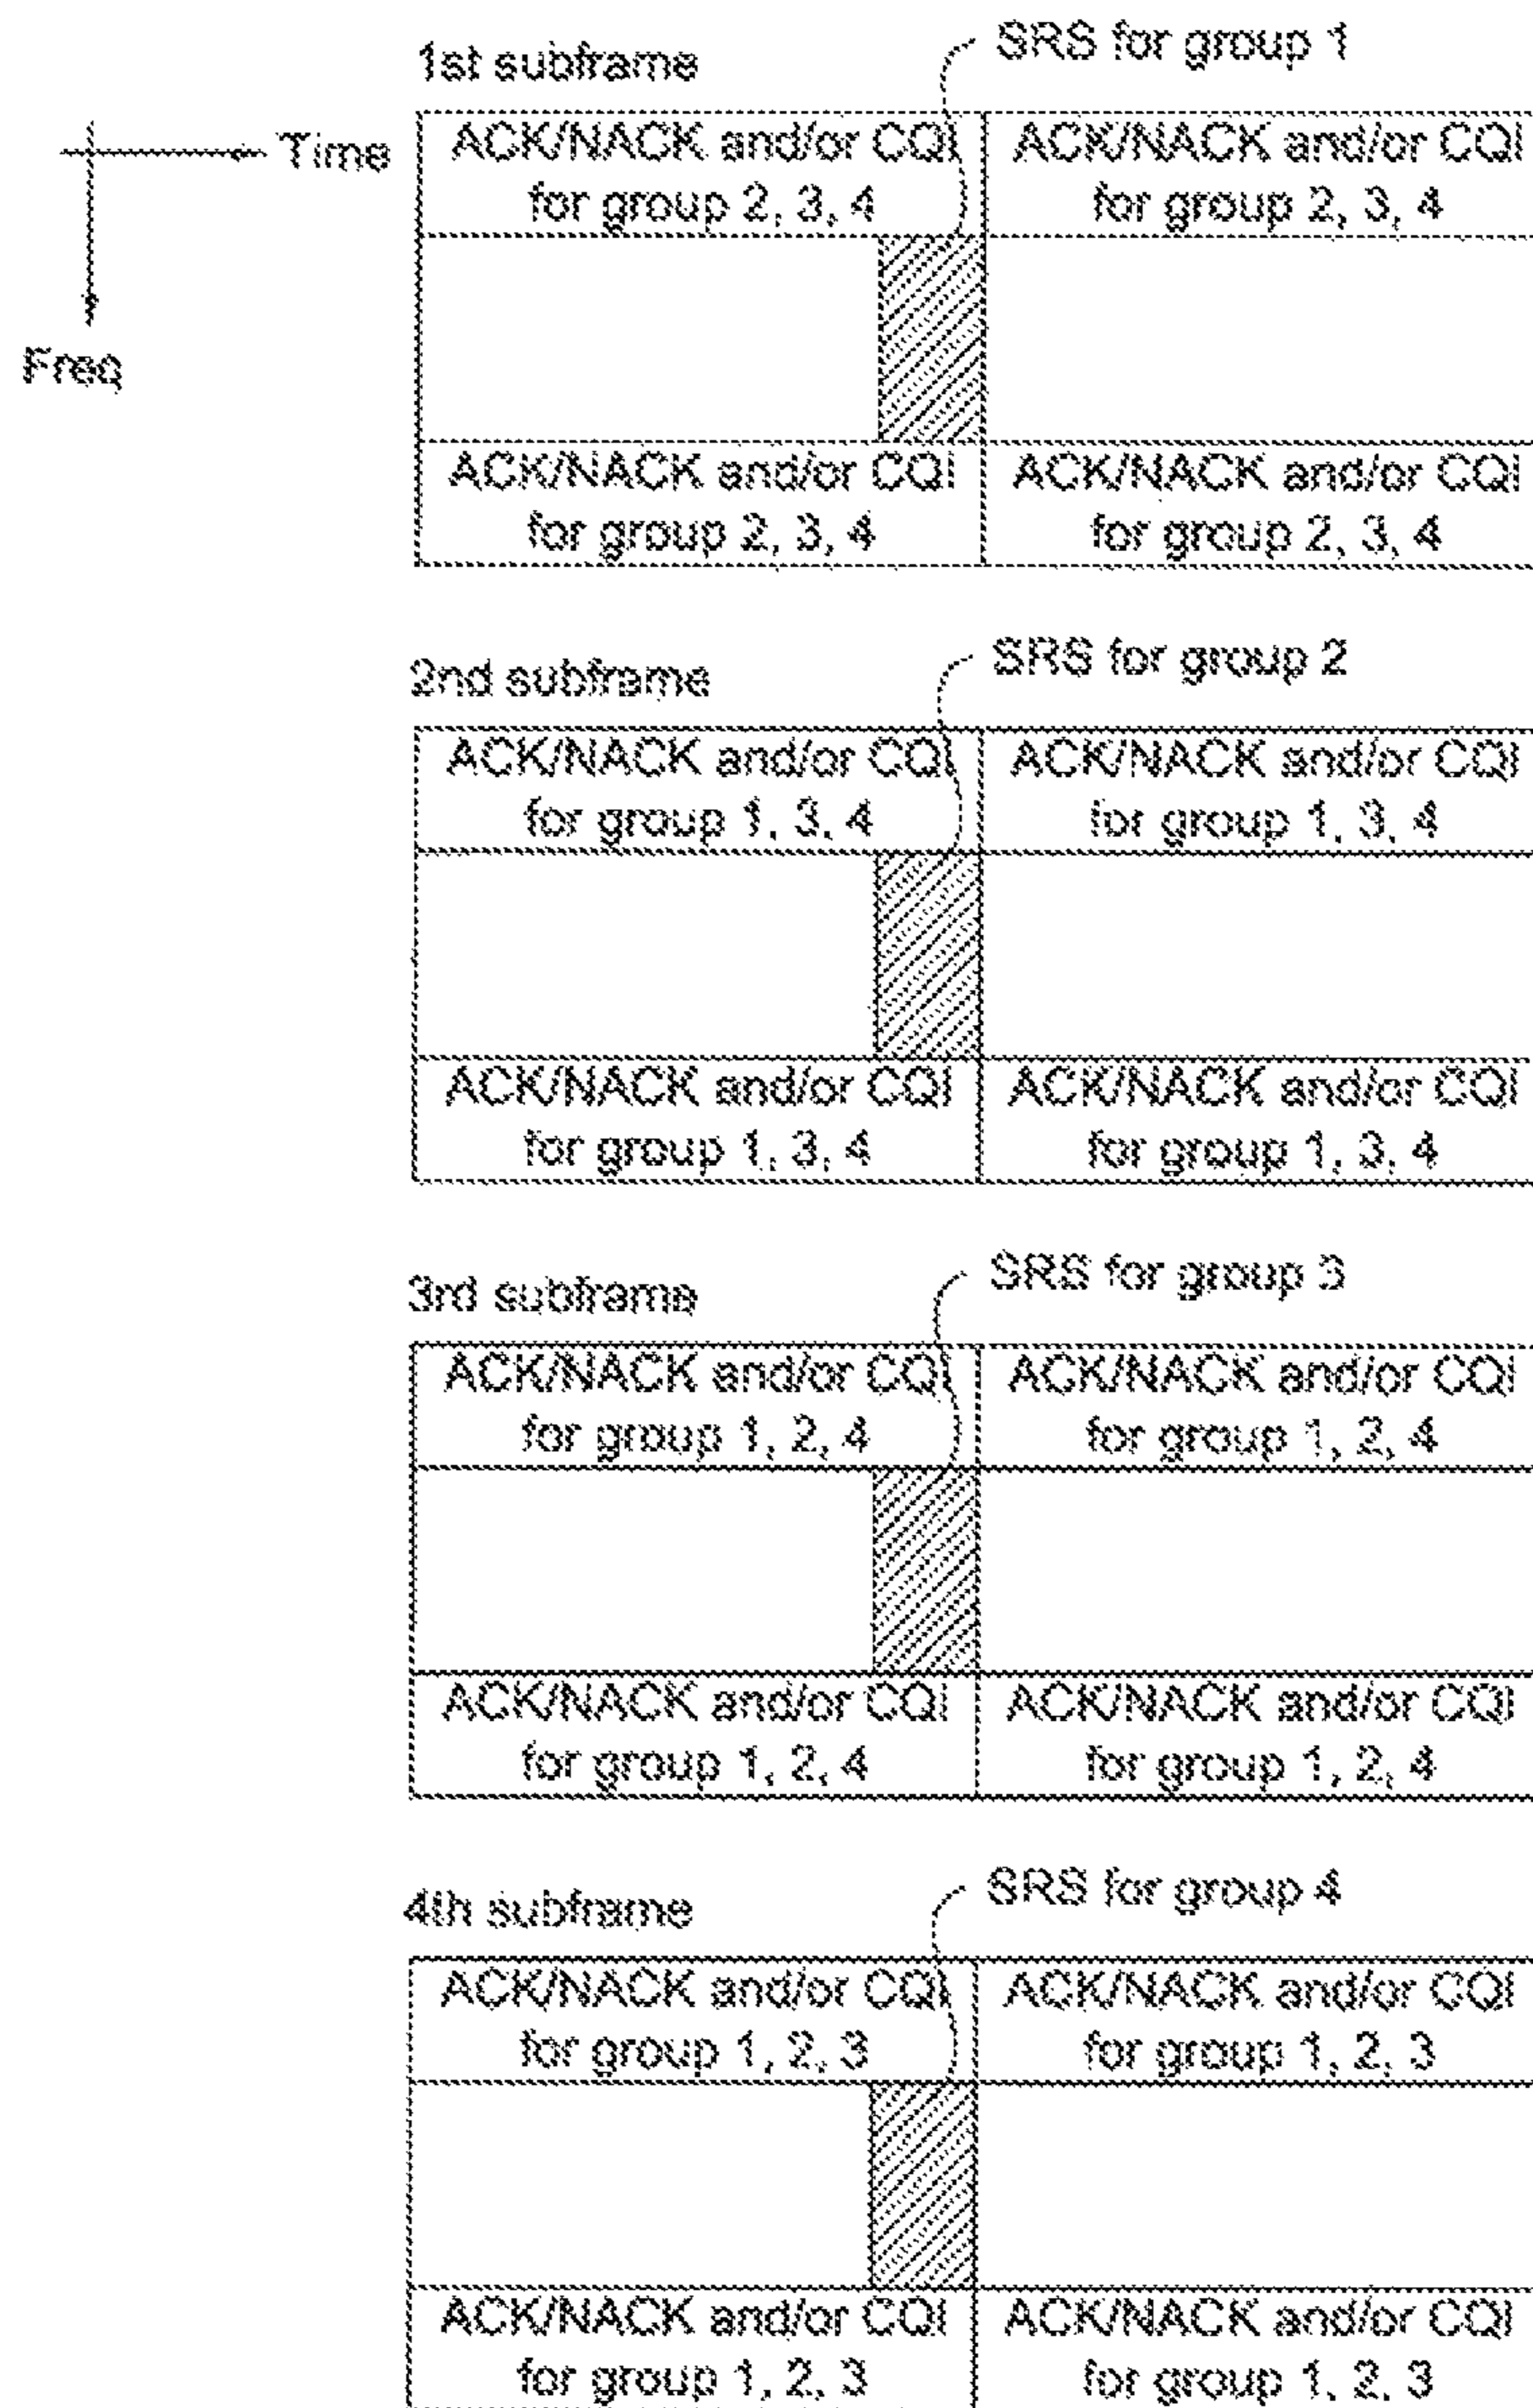 1st subframe
SRS for group 1
Time
Freq
ACK/NACK and/or CQI
for group 2, 3, 4
ACK/NACK and/or CQI
for group 2, 3, 4
ACK/NACK and/or CQI
for group 2, 3, 4
ACK/NACK and/or CQI
for group 2, 3, 4
2nd subframe
SRS for group 2
ACK/NACK and/or CQI
for group 1, 3, 4
ACK/NACK and/or CQI
for group 1, 3, 4
ACK/NACK and/or CQI
for group 1, 3, 4
ACK/NACK and/or CQI
for group 1, 3, 4
3rd subframe
SRS for group 3
ACK/NACK and/or CQI
for group 1, 2, 4
ACK/NACK and/or CQI
for group 1, 2, 4
ACK/NACK and/or CQI
for group 1, 2, 4
ACK/NACK and/or CQI
for group 1, 2, 4
4th subframe
SRS for group 4
ACK/NACK and/or CQI
for group 1, 2, 3
ACK/NACK and/or CQI
for group 1, 2, 3
ACK/NACK and/or CQI
for group 1, 2, 3
ACK/NACK and/or CQI
for group 1, 2, 3